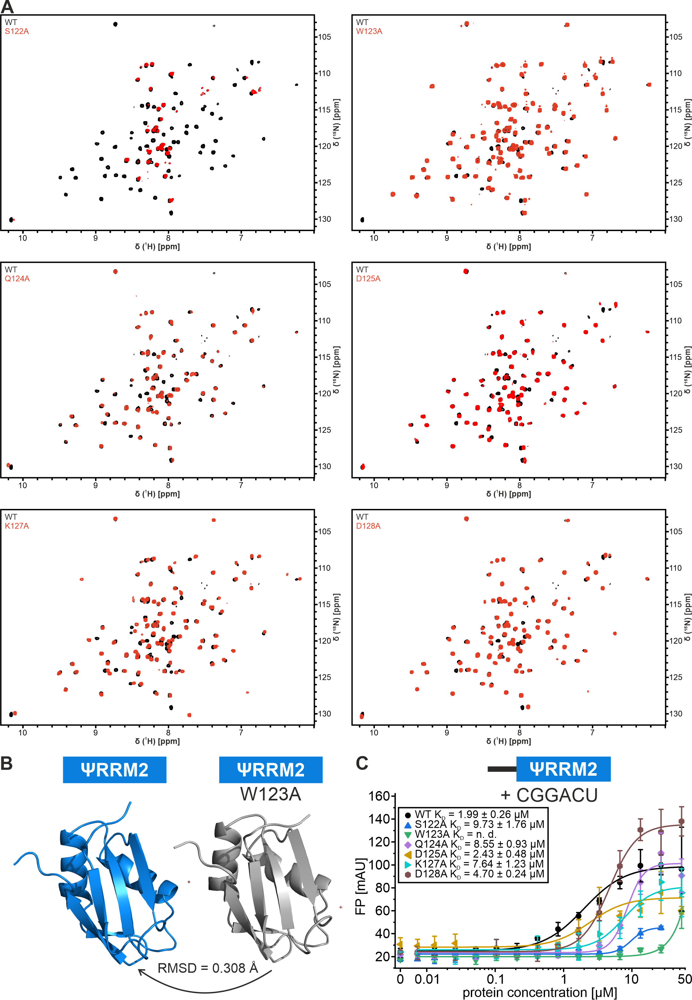 A
WT
S122A
105
110
115
120
125
130
δ (¹⁵N) [ppm]
10 9 8 7
δ (¹H) [ppm]
WT
W123A
105
110
115
120
125
130
δ (¹⁵N) [ppm]
10 9 8 7
δ (¹H) [ppm]
WT
Q124A
105
110
115
120
125
130
δ (¹⁵N) [ppm]
10 9 8 7
δ (¹H) [ppm]
WT
D125A
105
110
115
120
125
130
δ (¹⁵N) [ppm]
10 9 8 7
δ (¹H) [ppm]
WT
K127A
105
110
115
120
125
130
δ (¹⁵N) [ppm]
10 9 8 7
δ (¹H) [ppm]
WT
D128A
105
110
115
120
125
130
δ (¹⁵N) [ppm]
10 9 8 7
δ (¹H) [ppm]
B
ΨRRM2
ΨRRM2
W123A
RMSD = 0.308 Å
C
ΨRRM2
+ CGGACU
160
140
120
100
80
60
40
20
FP [mAU]
WT K_D = 1.99 ± 0.26 µM
S122A K_D = 9.73 ± 1.76 µM
W123A K_D = n. d.
Q124A K_D = 8.55 ± 0.93 µM
D125A K_D = 2.43 ± 0.48 µM
K127A K_D = 7.64 ± 1.23 µM
D128A K_D = 4.70 ± 0.24 µM
0 0.01 0.1 1 10 50
protein concentration [µM]